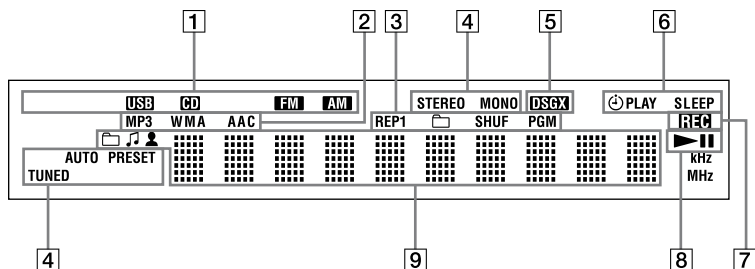 1 2 3 4 5 6
USB CD FM AM STEREO MONO DSGX PLAY SLEEP
MP3 WMA AAC REP1 SHUF PGM REC
AUTO PRESET kHz
TUNED MHz
4 9 8 7